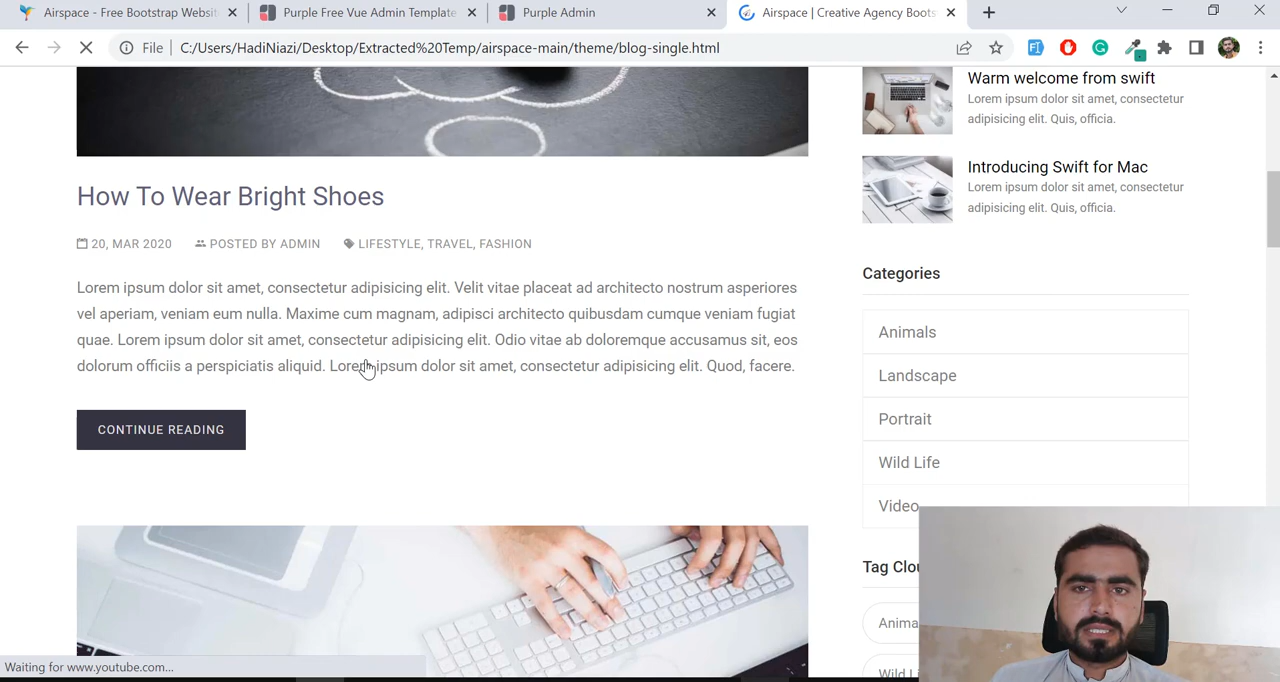 Airspace - Free Bootstrap Websit
Purple Free Vue Admin Template
Purple Admin
Airspace | Creative Agency Boots
File C:/Users/HadiNiazi/Desktop/Extracted%20Temp/airspace-main/theme/blog-single.html
How To Wear Bright Shoes
20, MAR 2020 POSTED BY ADMIN LIFESTYLE, TRAVEL, FASHION
Lorem ipsum dolor sit amet, consectetur adipisicing elit. Velit vitae placeat ad architecto nostrum asperiores
vel aperiam, veniam eum nulla. Maxime cum magnam, adipisci architecto quibusdam cumque veniam fugiat
quae. Lorem ipsum dolor sit amet, consectetur adipisicing elit. Odio vitae ab doloremque accusamus sit, eos
dolorum officiis a perspiciatis aliquid. Lorem ipsum dolor sit amet, consectetur adipisicing elit. Quod, facere.
CONTINUE READING
Warm welcome from swift
Lorem ipsum dolor sit amet, consectetur
adipisicing elit. Quis, officia.
Introducing Swift for Mac
Lorem ipsum dolor sit amet, consectetur
adipisicing elit. Quis, officia.
Categories
Animals
Landscape
Portrait
Wild Life
Video
Tag Clou
Anima
Wild Li
Waiting for www.youtube.com...